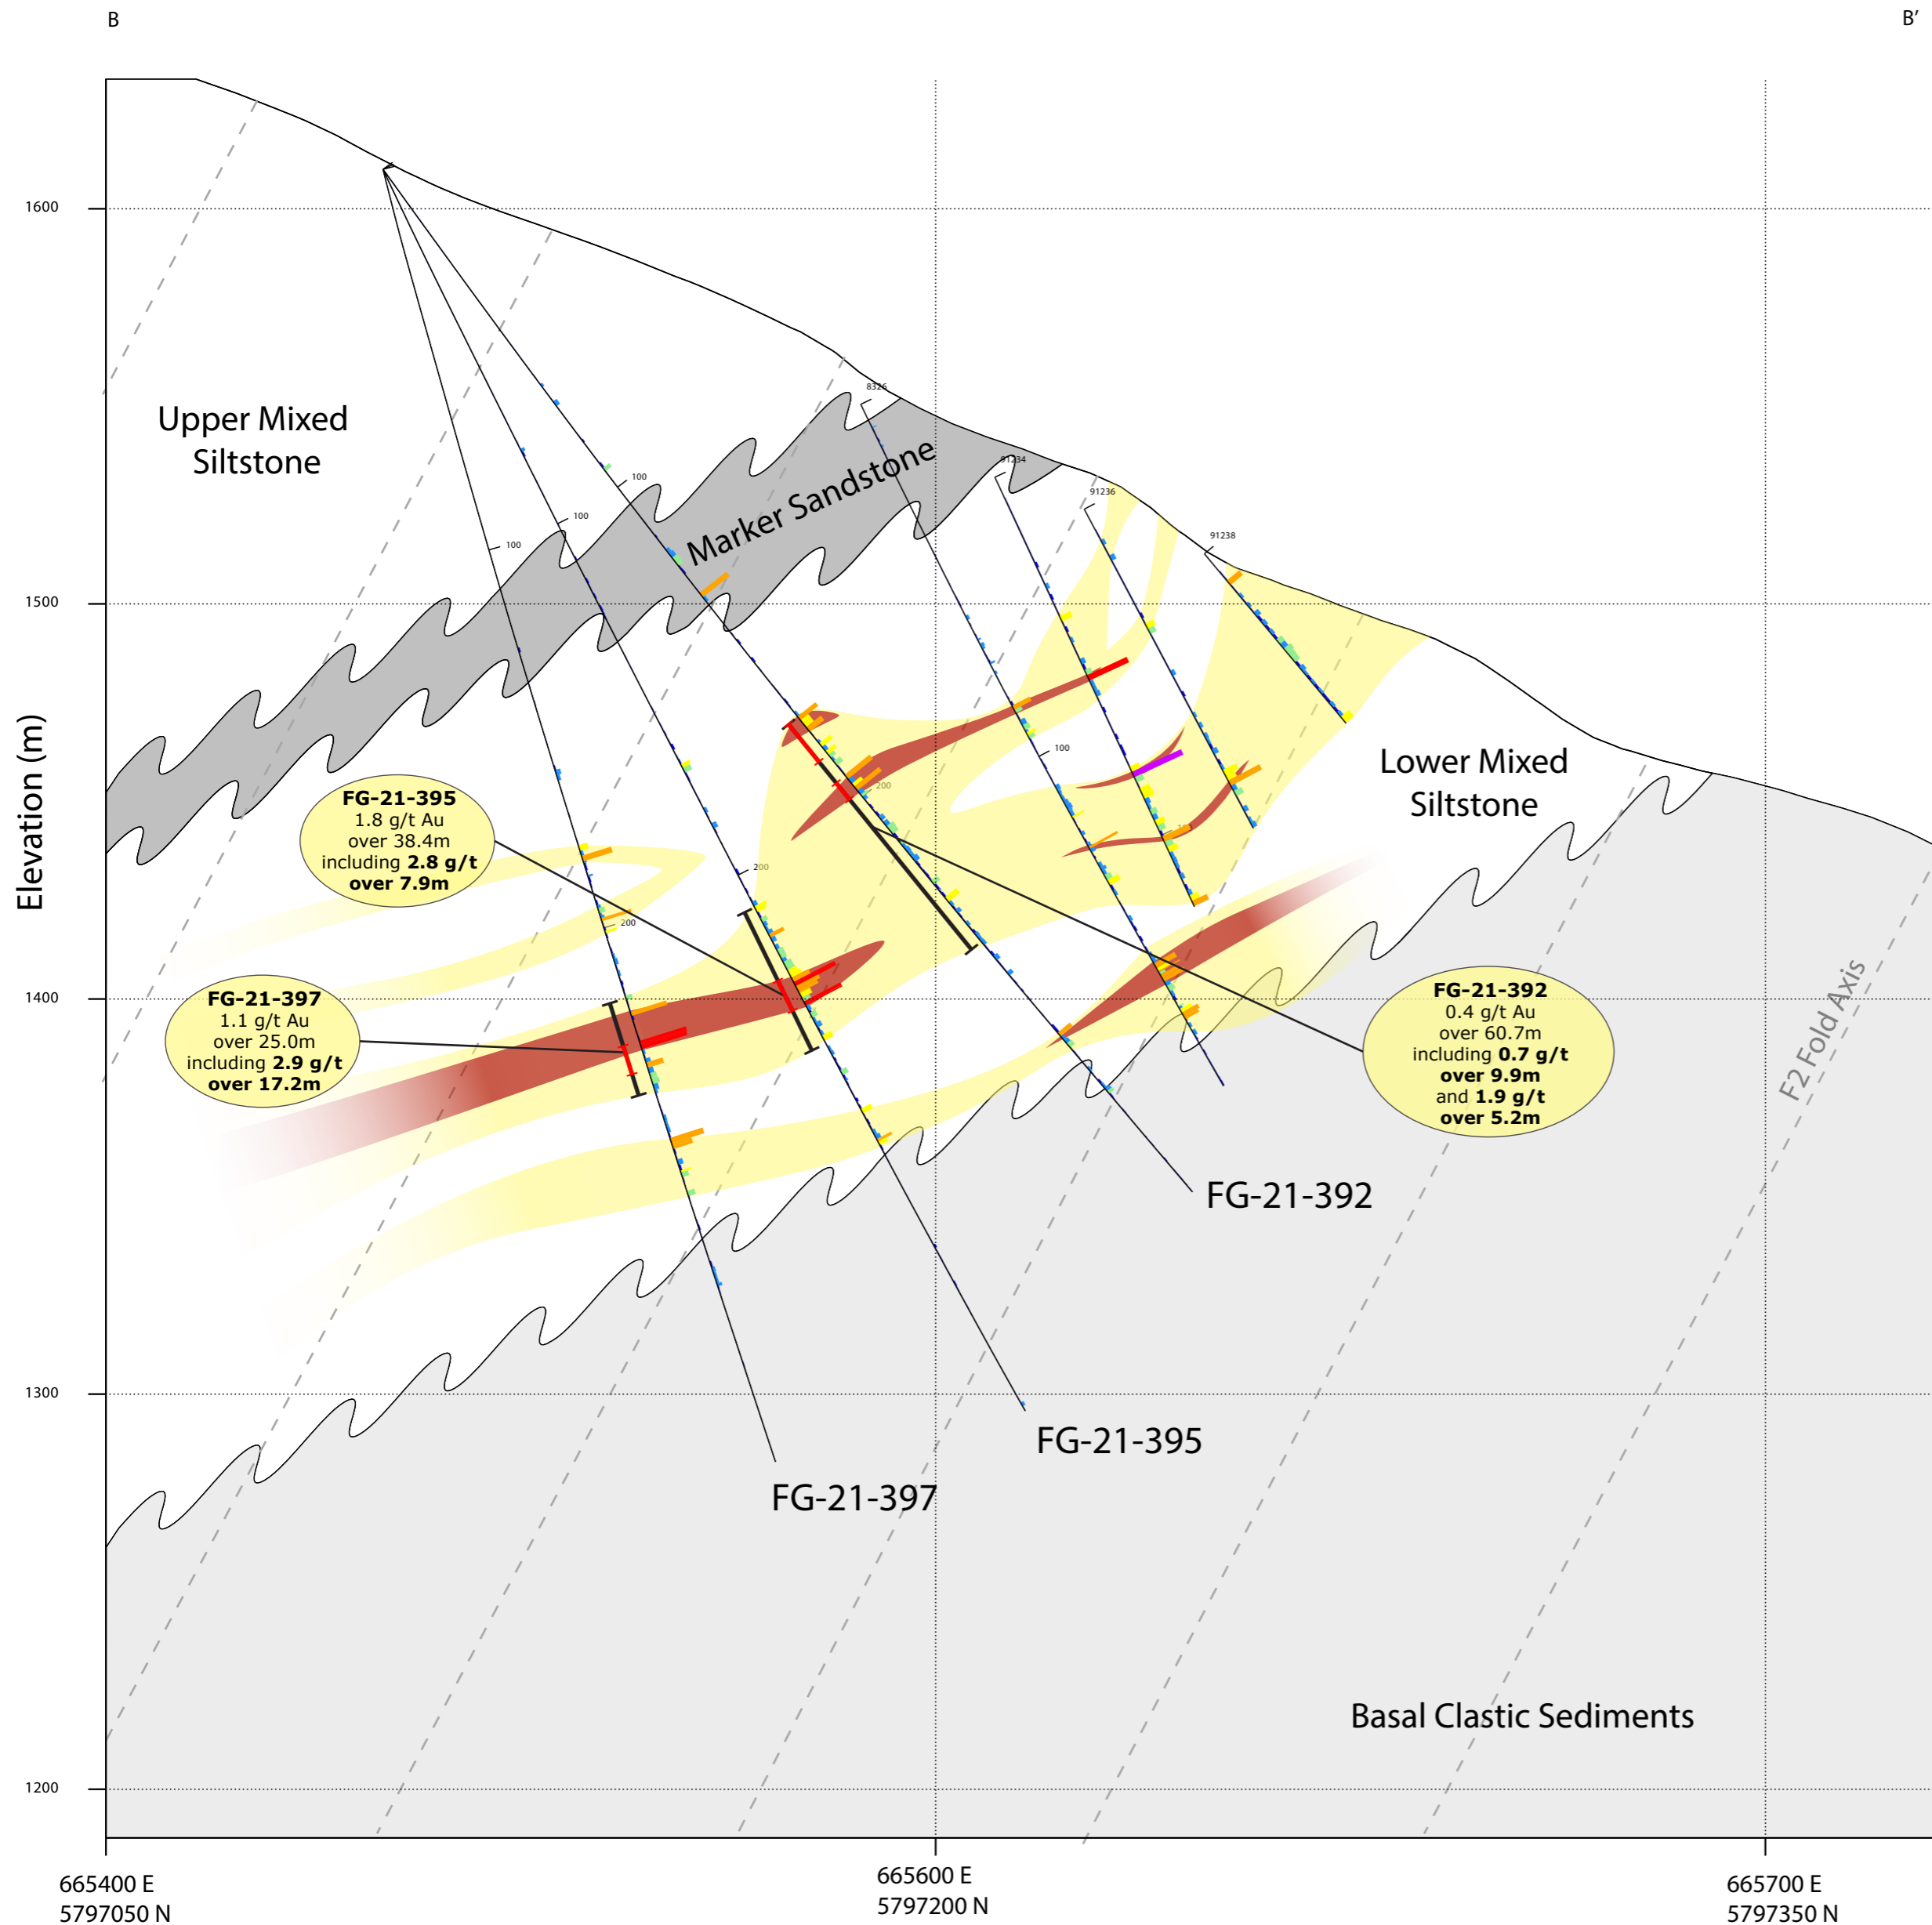 B
B′
1600
1500
1400
1300
1200
Elevation (m)
Upper Mixed
Siltstone
Marker Sandstone
8326
91234
91236
91238
100
100
100
100
200
200
200
Lower Mixed
Siltstone
FG-21-395
1.8 g/t Au
over 38.4m
including 2.8 g/t
over 7.9m
FG-21-397
1.1 g/t Au
over 25.0m
including 2.9 g/t
over 17.2m
FG-21-392
0.4 g/t Au
over 60.7m
including 0.7 g/t
over 9.9m
and 1.9 g/t
over 5.2m
F2 Fold Axis
FG-21-392
FG-21-395
FG-21-397
Basal Clastic Sediments
665400 E
5797050 N
665600 E
5797200 N
665700 E
5797350 N